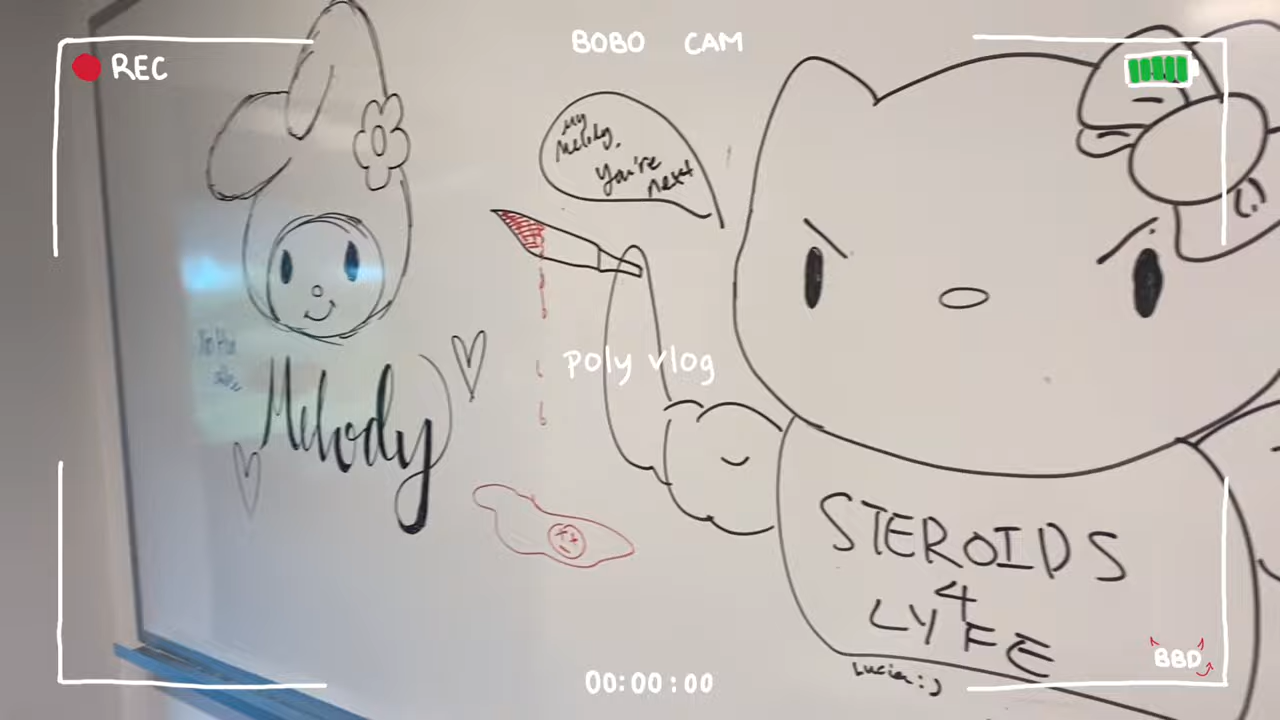 BOBO CAM
REC
my
Melody,
You're
next
poly vlog
Melody
STEROIDS
4
LYFE
Lucia :)
BBD
00:00:00